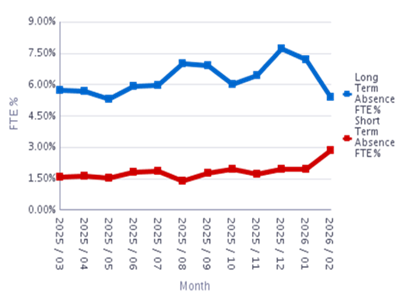 9.00%
7.50%
6.00%
4.50%
3.00%
1.50%
0.00%
FTE %
2025 / 03
2025 / 04
2025 / 05
2025 / 06
2025 / 07
2025 / 08
2025 / 09
2025 / 10
2025 / 11
2025 / 12
2026 / 01
2026 / 02
Month
Long
Term
Absence
FTE%
Short
Term
Absence
FTE%